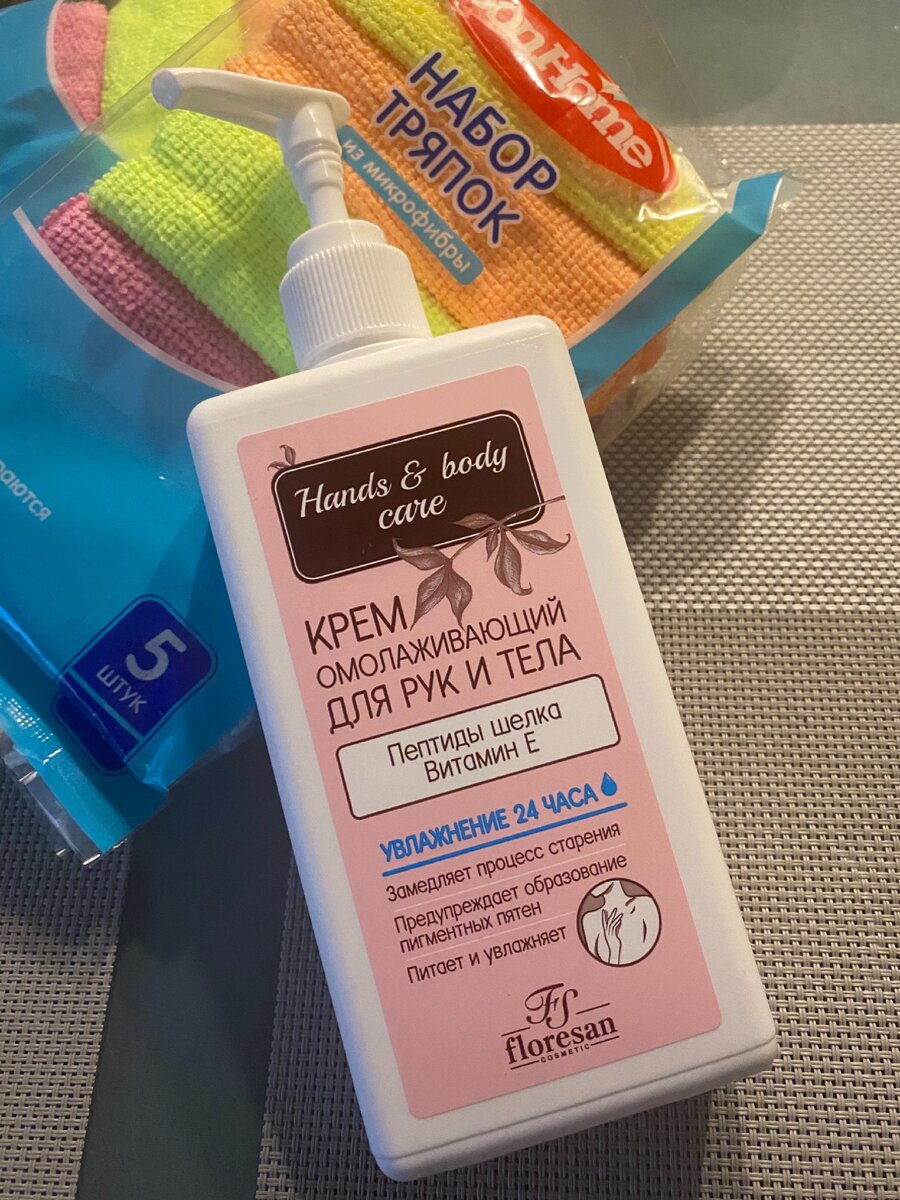 onHome
НАБОР
ТРЯПОК
из микрофибры
5
ШТУК
Hands & body
care
КРЕМ
ОМОЛАЖИВАЮЩИЙ
ДЛЯ РУК И ТЕЛА
Пептиды шелка
Витамин Е
УВЛАЖНЕНИЕ 24 ЧАСА
Замедляет процесс старения
Предупреждает образование
пигментных пятен
Питает и увлажняет
FS
floresan
COSMETIC